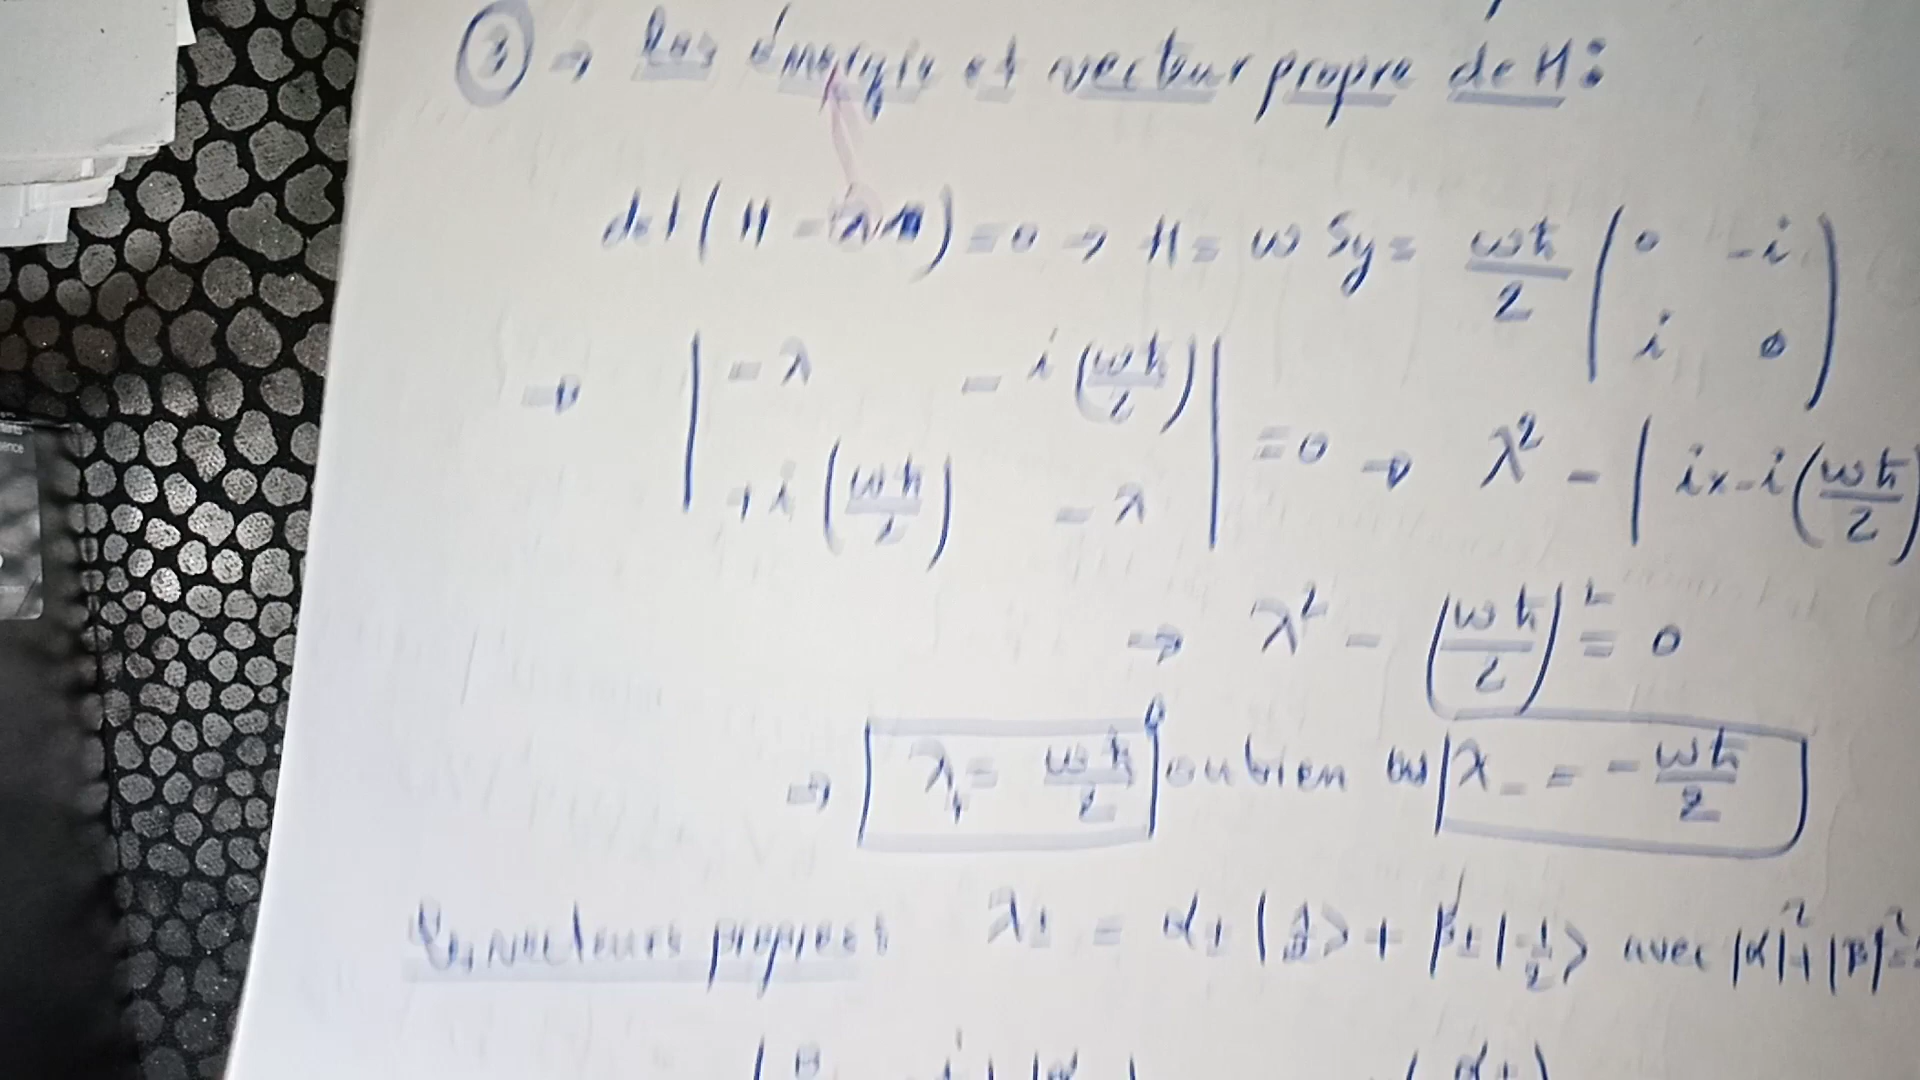 ③ → Les énergie et vecteur propre de H :
det ( H - λ𝟙 ) = 0 → H = ω Sy = ωħ/2 ( 0 -i
i 0 )
→ | -λ -i (ωħ/2)
+i (ωħ/2) -λ | = 0 → λ² - | i x -i (ωħ/2)
→ λ² - (ωħ/2)² = 0
→ λ+ = ωħ/2 ou bien λ- = - ωħ/2
Les vecteurs propres : λ± = α± | 1/2 > + β± | -1/2 > avec |α|² + |β|² =